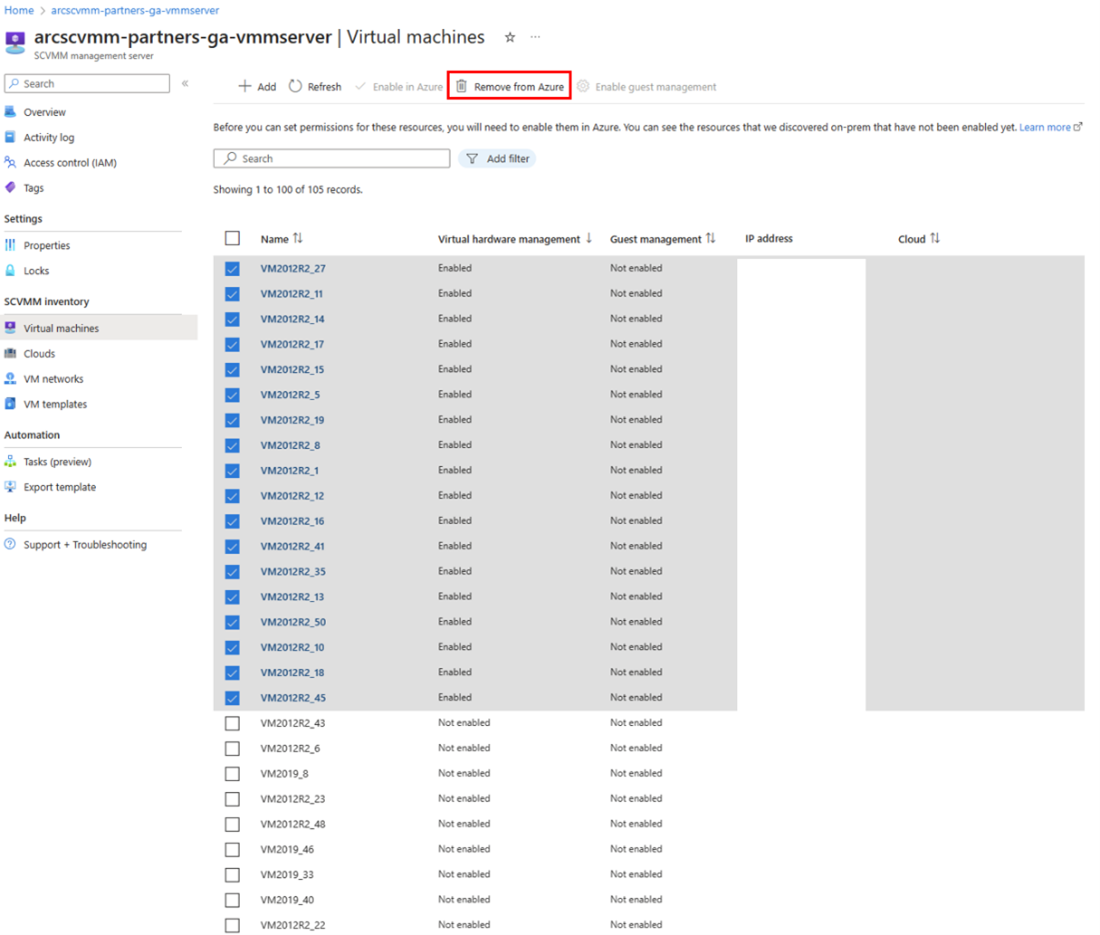 Home > arcscvmm-partners-ga-vmmserver
arcscvmm-partners-ga-vmmserver | Virtual machines
SCVMM management server
Search
Add Refresh Enable in Azure Remove from Azure Enable guest management
Overview
Activity log
Access control (IAM)
Tags
Settings
Properties
Locks
SCVMM inventory
Virtual machines
Clouds
VM networks
VM templates
Automation
Tasks (preview)
Export template
Help
Support + Troubleshooting
Before you can set permissions for these resources, you will need to enable them in Azure. You can see the resources that we discovered on-prem that have not been enabled yet. Learn more
Search Add filter
Showing 1 to 100 of 105 records.
Name Virtual hardware management Guest management IP address Cloud
VM2012R2_27 Enabled Not enabled
VM2012R2_11 Enabled Not enabled
VM2012R2_14 Enabled Not enabled
VM2012R2_17 Enabled Not enabled
VM2012R2_15 Enabled Not enabled
VM2012R2_5 Enabled Not enabled
VM2012R2_19 Enabled Not enabled
VM2012R2_8 Enabled Not enabled
VM2012R2_1 Enabled Not enabled
VM2012R2_12 Enabled Not enabled
VM2012R2_16 Enabled Not enabled
VM2012R2_41 Enabled Not enabled
VM2012R2_35 Enabled Not enabled
VM2012R2_13 Enabled Not enabled
VM2012R2_50 Enabled Not enabled
VM2012R2_10 Enabled Not enabled
VM2012R2_18 Enabled Not enabled
VM2012R2_45 Enabled Not enabled
VM2012R2_43 Not enabled Not enabled
VM2012R2_6 Not enabled Not enabled
VM2019_8 Not enabled Not enabled
VM2012R2_23 Not enabled Not enabled
VM2012R2_48 Not enabled Not enabled
VM2019_46 Not enabled Not enabled
VM2019_33 Not enabled Not enabled
VM2019_40 Not enabled Not enabled
VM2012R2_22 Not enabled Not enabled